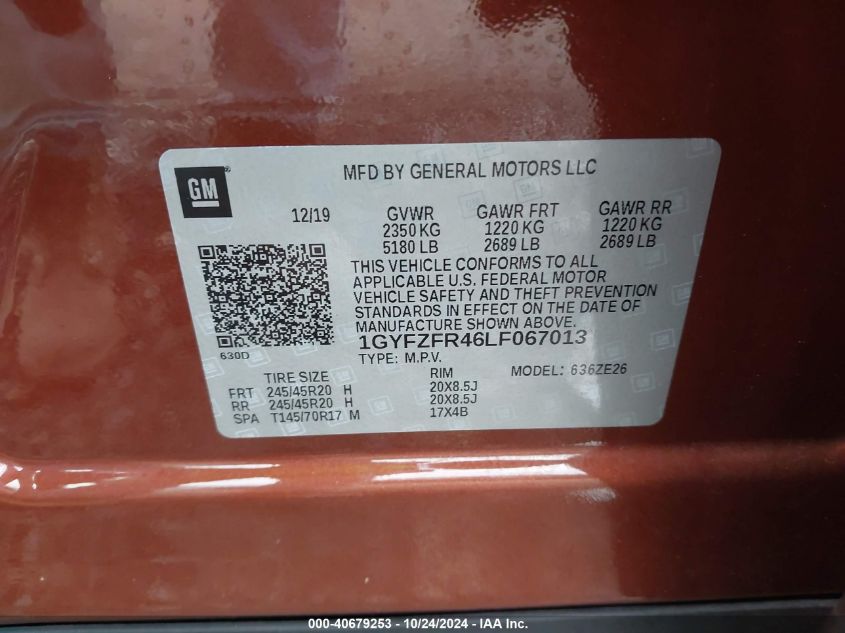 GM
MFD BY GENERAL MOTORS LLC
12/19 GVWR GAWR FRT GAWR RR
2350 KG 1220 KG 1220 KG
5180 LB 2689 LB 2689 LB
THIS VEHICLE CONFORMS TO ALL
APPLICABLE U.S. FEDERAL MOTOR
VEHICLE SAFETY AND THEFT PREVENTION
STANDARDS IN EFFECT ON THE DATE OF
MANUFACTURE SHOWN ABOVE.
630D
1GYFZFR46LF067013
TYPE: M.P.V. MODEL: 636ZE26
TIRE SIZE RIM
FRT 245/45R20 H 20X8.5J
RR 245/45R20 H 20X8.5J
SPA T145/70R17 M 17X4B
000-40679253 - 10/24/2024 - IAA Inc.